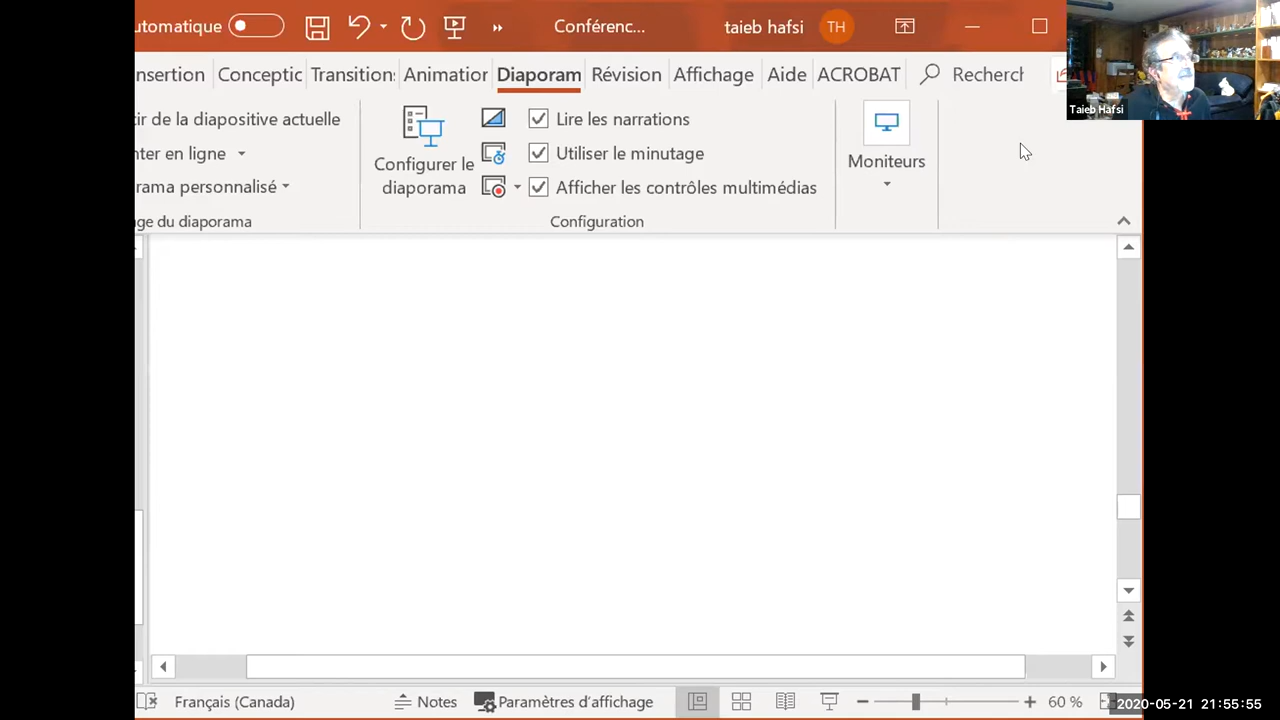 utomatique Conférenc... taieb hafsi TH
nsertion Conceptic Transition Animation Diaporam Révision Affichage Aide ACROBAT Recherch
tir de la diapositive actuelle
nter en ligne
rama personnalisé
ge du diaporama
Configurer le
diaporama
Lire les narrations
Utiliser le minutage
Afficher les contrôles multimédias
Configuration
Moniteurs
Taieb Hafsi
Français (Canada) Notes Paramètres d'affichage 60 %
2020-05-21 21:55:55